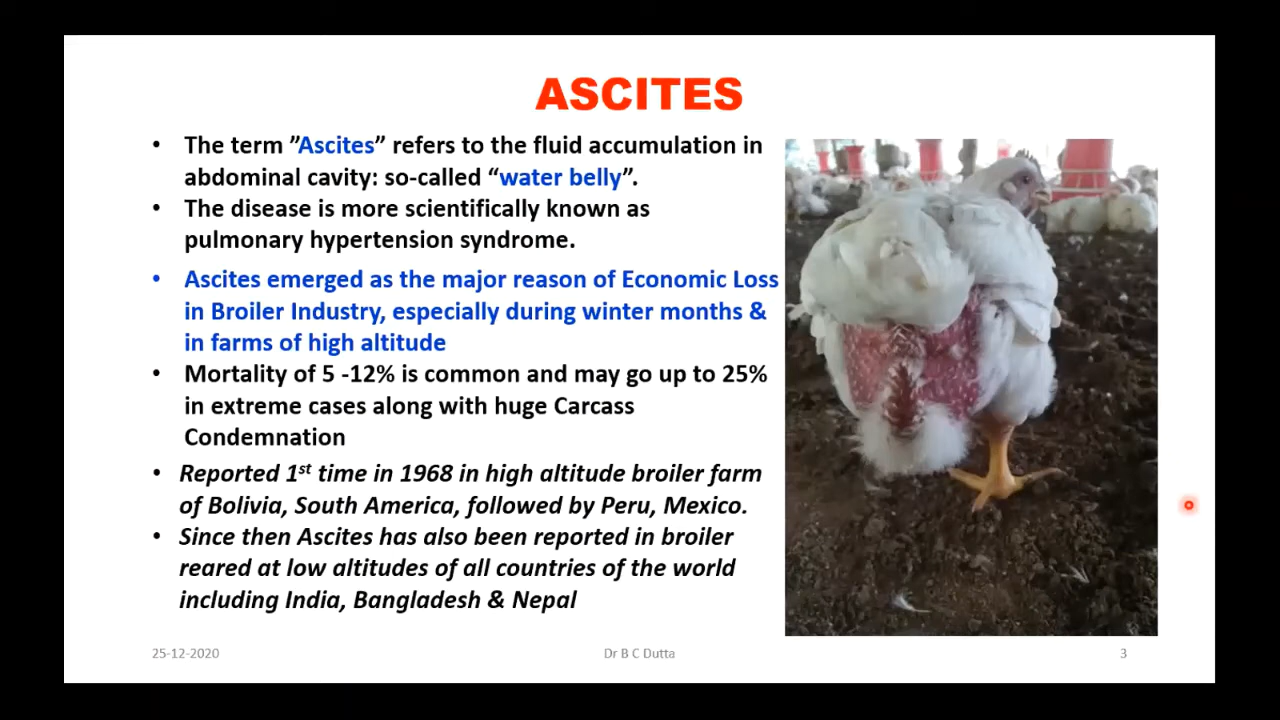 ASCITES
• The term ”Ascites” refers to the fluid accumulation in
abdominal cavity: so-called “water belly”.
• The disease is more scientifically known as
pulmonary hypertension syndrome.
• Ascites emerged as the major reason of Economic Loss
in Broiler Industry, especially during winter months &
in farms of high altitude
• Mortality of 5 -12% is common and may go up to 25%
in extreme cases along with huge Carcass
Condemnation
• Reported 1st time in 1968 in high altitude broiler farm
of Bolivia, South America, followed by Peru, Mexico.
• Since then Ascites has also been reported in broiler
reared at low altitudes of all countries of the world
including India, Bangladesh & Nepal
25-12-2020
Dr B C Dutta
3